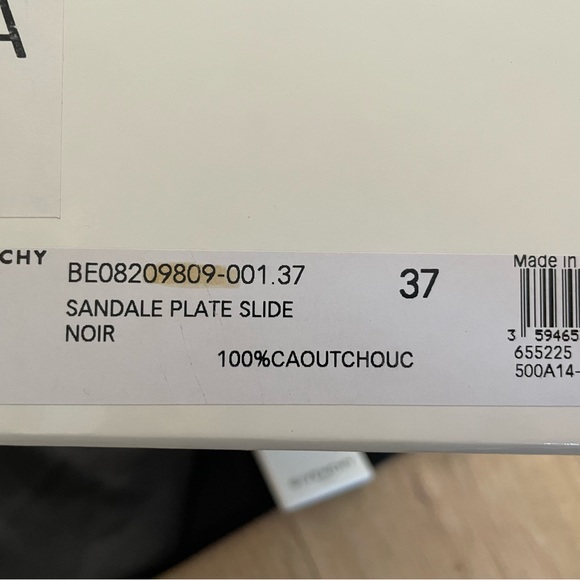 A
CHY
BE08209809-001.37
37
Made in
SANDALE PLATE SLIDE
NOIR
100%CAOUTCHOUC
3 59465
655225
500A14-